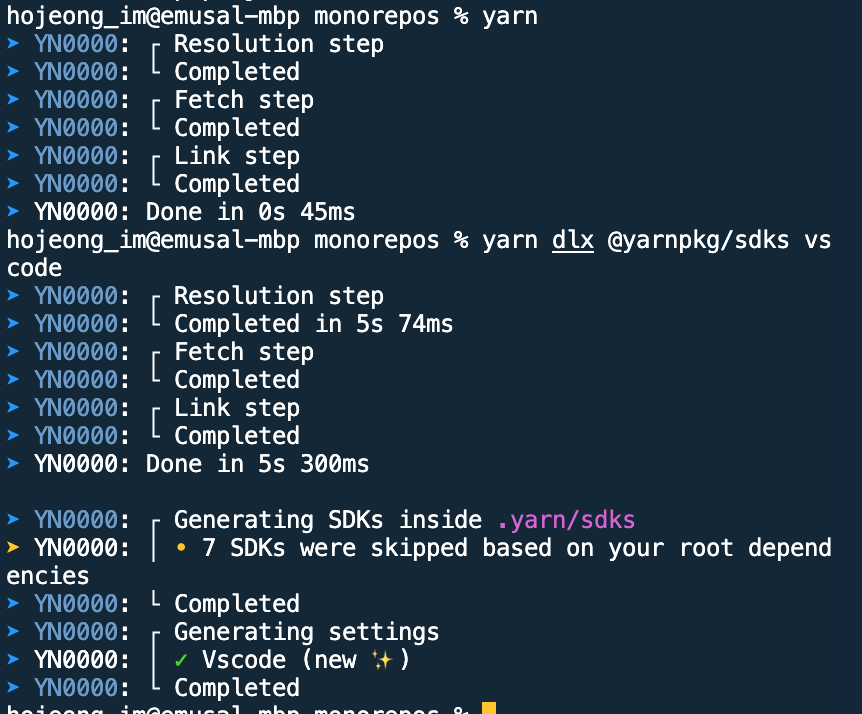 hojeong_im@emusal-mbp monorepos % yarn
➤ YN0000: ┌ Resolution step
➤ YN0000: └ Completed
➤ YN0000: ┌ Fetch step
➤ YN0000: └ Completed
➤ YN0000: ┌ Link step
➤ YN0000: └ Completed
➤ YN0000: Done in 0s 45ms
hojeong_im@emusal-mbp monorepos % yarn dlx @yarnpkg/sdks vs
code
➤ YN0000: ┌ Resolution step
➤ YN0000: └ Completed in 5s 74ms
➤ YN0000: ┌ Fetch step
➤ YN0000: └ Completed
➤ YN0000: ┌ Link step
➤ YN0000: └ Completed
➤ YN0000: Done in 5s 300ms
➤ YN0000: ┌ Generating SDKs inside .yarn/sdks
➤ YN0000: │ • 7 SDKs were skipped based on your root depend
encies
➤ YN0000: └ Completed
➤ YN0000: ┌ Generating settings
➤ YN0000: │ ✓ Vscode (new ✨)
➤ YN0000: └ Completed
hojeong_im@emusal-mbp monorepos %